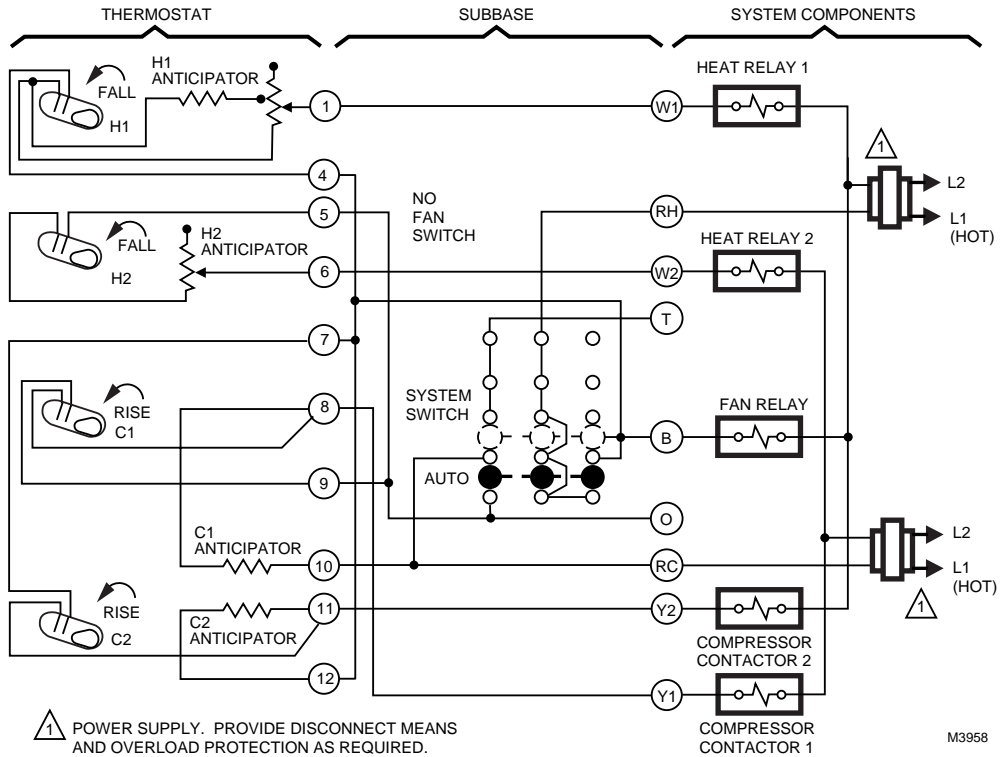 THERMOSTAT
SUBBASE
SYSTEM COMPONENTS
H1
ANTICIPATOR
FALL
H1
1
W1
HEAT RELAY 1
1
L2
L1
(HOT)
4
5
NO
FAN
SWITCH
RH
FALL
H2
H2
ANTICIPATOR
6
W2
HEAT RELAY 2
T
7
SYSTEM
SWITCH
RISE
C1
8
B
FAN RELAY
AUTO
9
O
C1
ANTICIPATOR
10
RC
L2
L1
(HOT)
1
RISE
C2
C2
ANTICIPATOR
11
Y2
COMPRESSOR
CONTACTOR 2
12
Y1
COMPRESSOR
CONTACTOR 1
1 POWER SUPPLY. PROVIDE DISCONNECT MEANS
AND OVERLOAD PROTECTION AS REQUIRED.
M3958